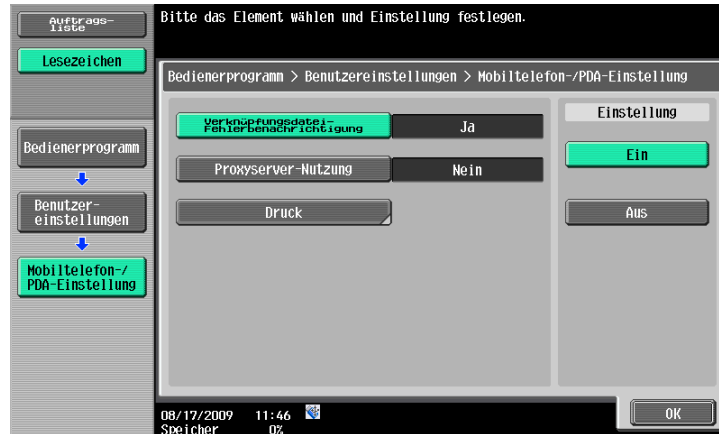 Auftrags-
liste
Lesezeichen
Bitte das Element wählen und Einstellung festlegen.
Bedienerprogramm > Benutzereinstellungen > Mobiltelefon-/PDA-Einstellung
Bedienerprogramm
Benutzer-
einstellungen
Mobiltelefon-/
PDA-Einstellung
Verknüpfungsdatei-
Fehlerbenachrichtigung
Ja
Proxyserver-Nutzung
Nein
Druck
Einstellung
Ein
Aus
08/17/2009 11:46
Speicher 0%
OK